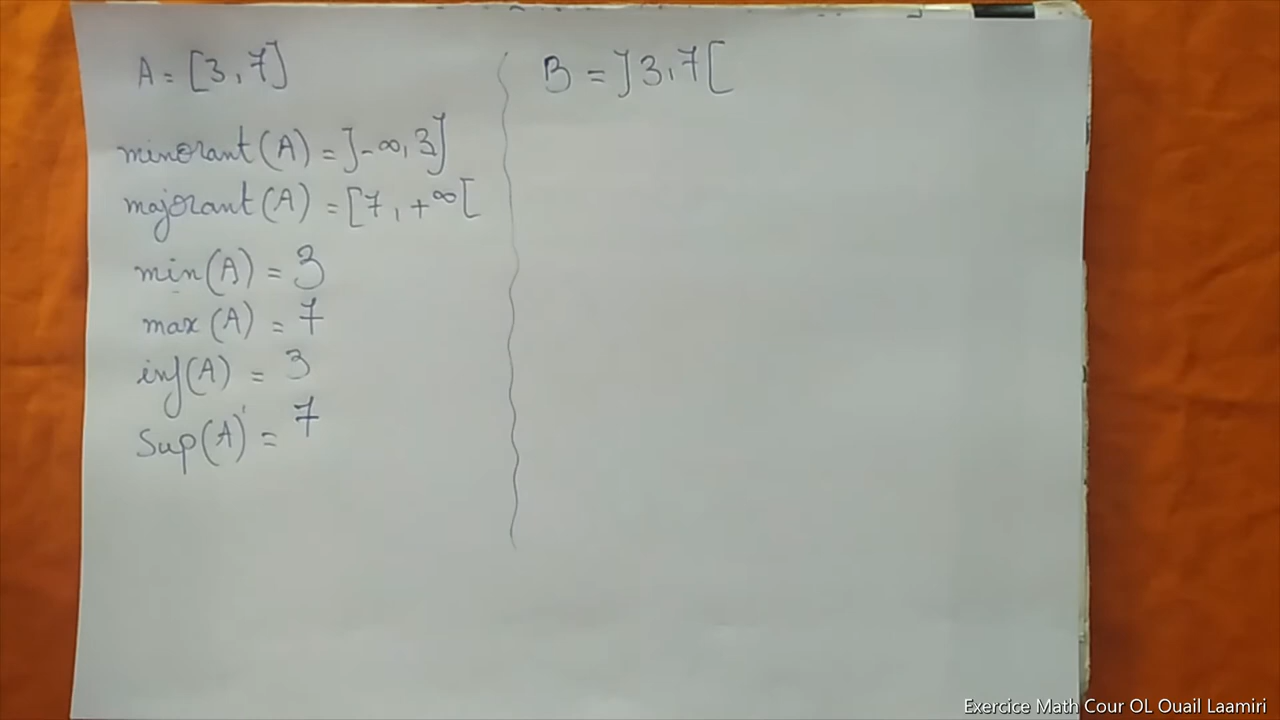 A = [3, 7]
minorant(A) = ]-∞, 3]
majorant(A) = [7, +∞[
min(A) = 3
max(A) = 7
inf(A) = 3
Sup(A) = 7
B = ]3, 7[
Exercice Math Cour OL Ouail Laamiri